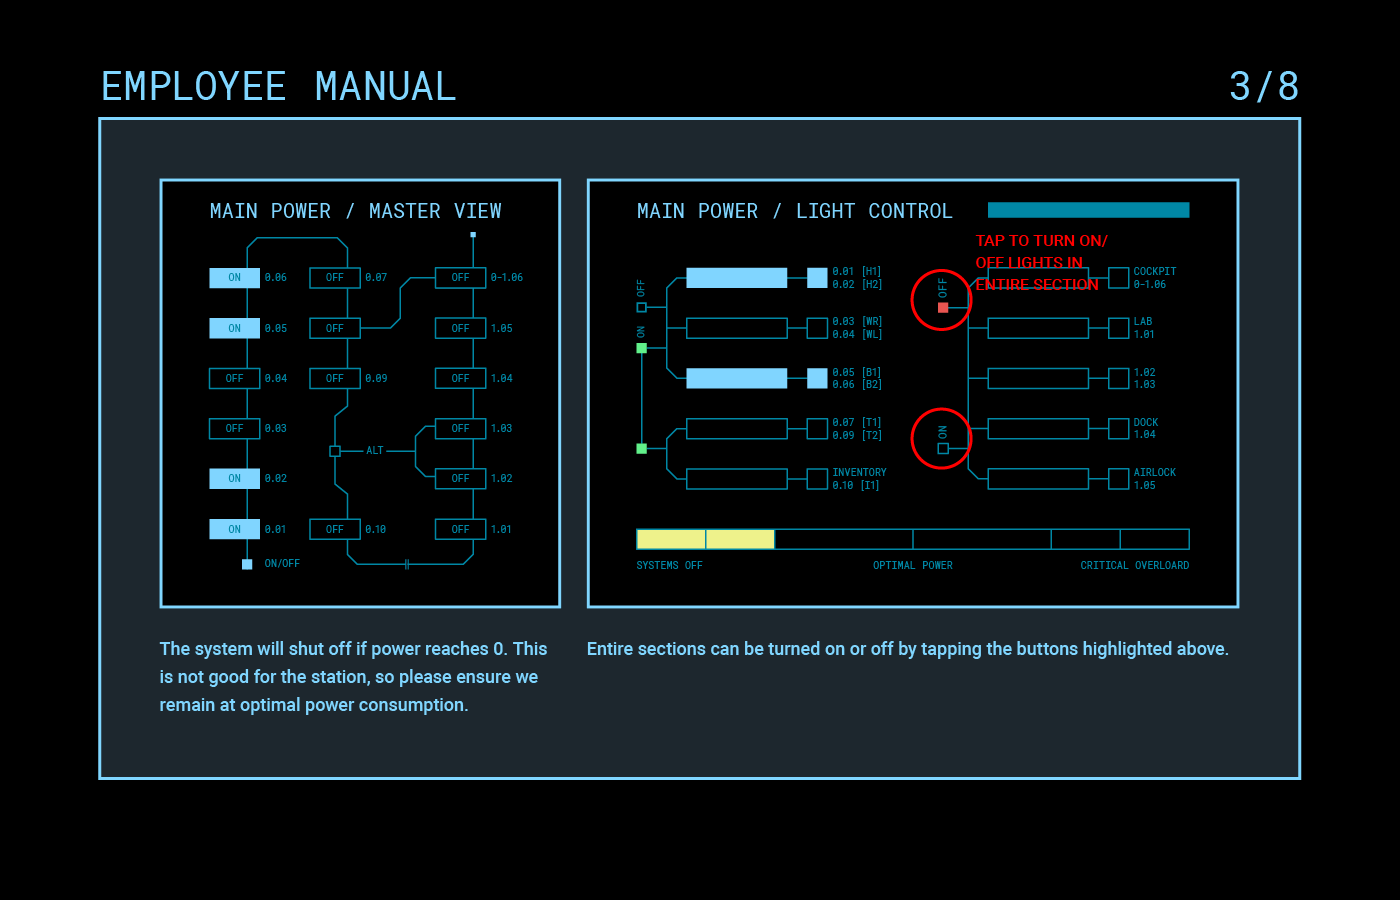 EMPLOYEE MANUAL 3/8
MAIN POWER / MASTER VIEW
ON 0.06 OFF 0.07 OFF 0-1.06
ON 0.05 OFF OFF 1.05
OFF 0.04 OFF 0.09 OFF 1.04
OFF 0.03 OFF 1.03
ALT
ON 0.02 OFF 1.02
ON 0.01 OFF 0.10 OFF 1.01
ON/OFF
MAIN POWER / LIGHT CONTROL
TAP TO TURN ON/
OFF LIGHTS IN
ENTIRE SECTION
OFF
ON
0.01 [H1]
0.02 [H2]
0.03 [WR]
0.04 [WL]
0.05 [B1]
0.06 [B2]
0.07 [T1]
0.09 [T2]
INVENTORY
0.10 [I1]
OFF
ON
COCKPIT
0-1.06
LAB
1.01
1.02
1.03
DOCK
1.04
AIRLOCK
1.05
SYSTEMS OFF OPTIMAL POWER CRITICAL OVERLOARD
The system will shut off if power reaches 0. This
is not good for the station, so please ensure we
remain at optimal power consumption.
Entire sections can be turned on or off by tapping the buttons highlighted above.